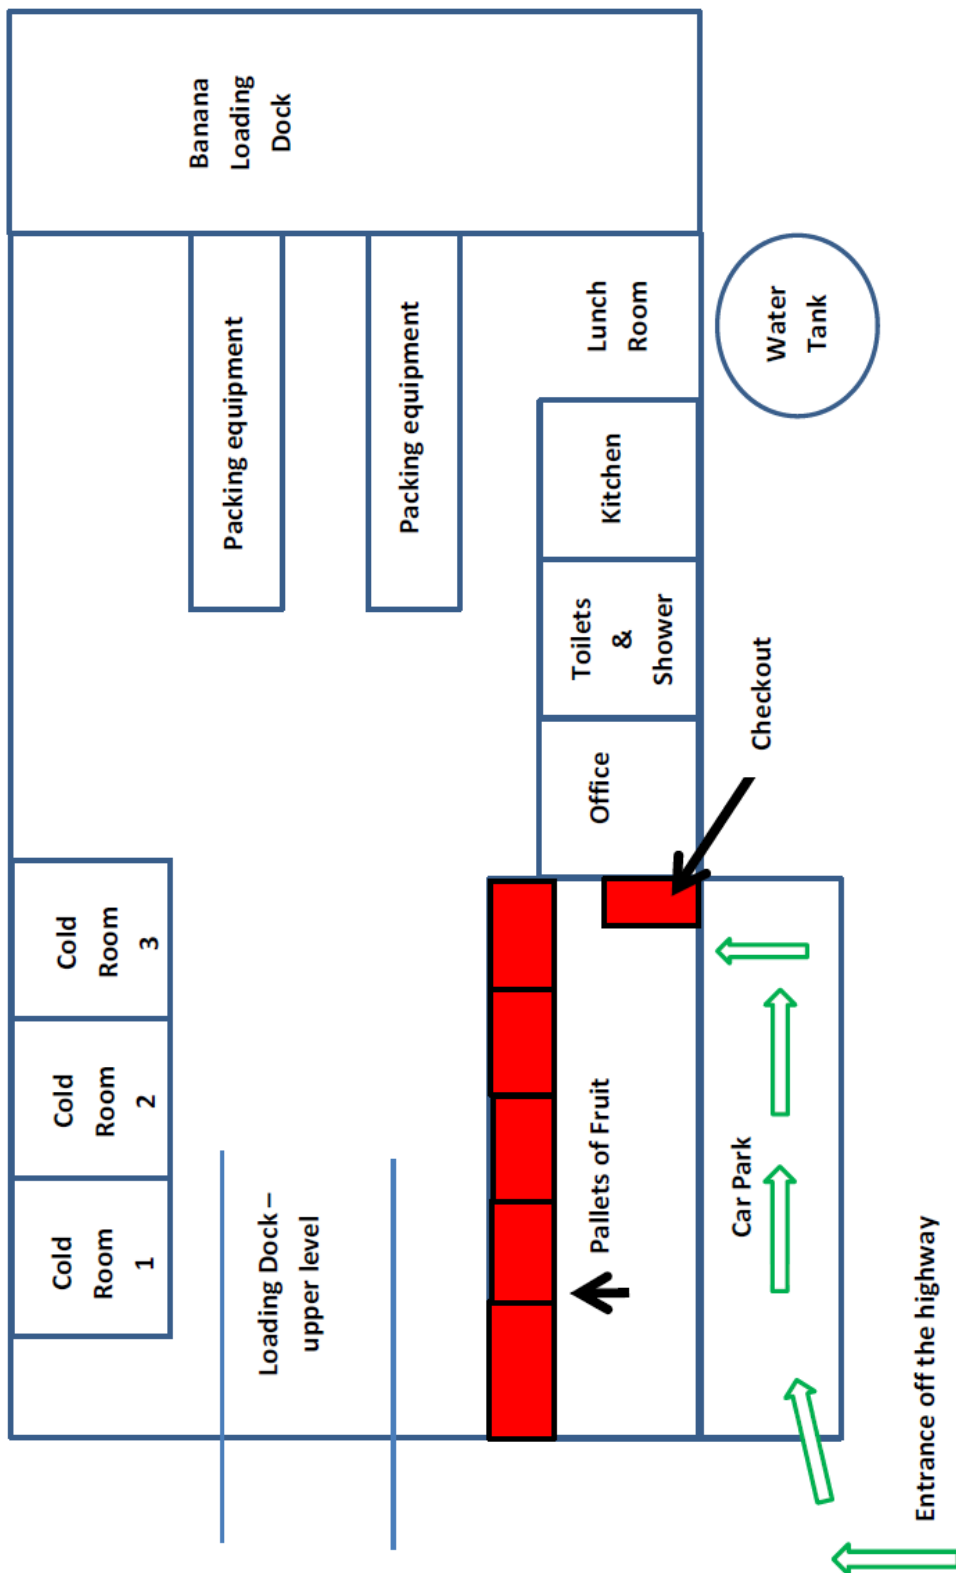 Cold
Room
1
Cold
Room
2
Cold
Room
3
Banana
Loading
Dock
Packing equipment
Packing equipment
Loading Dock –
upper level
Lunch
Room
Kitchen
Toilets
&
Shower
Office
Pallets of Fruit
Water
Tank
Checkout
Car Park
Entrance off the highway